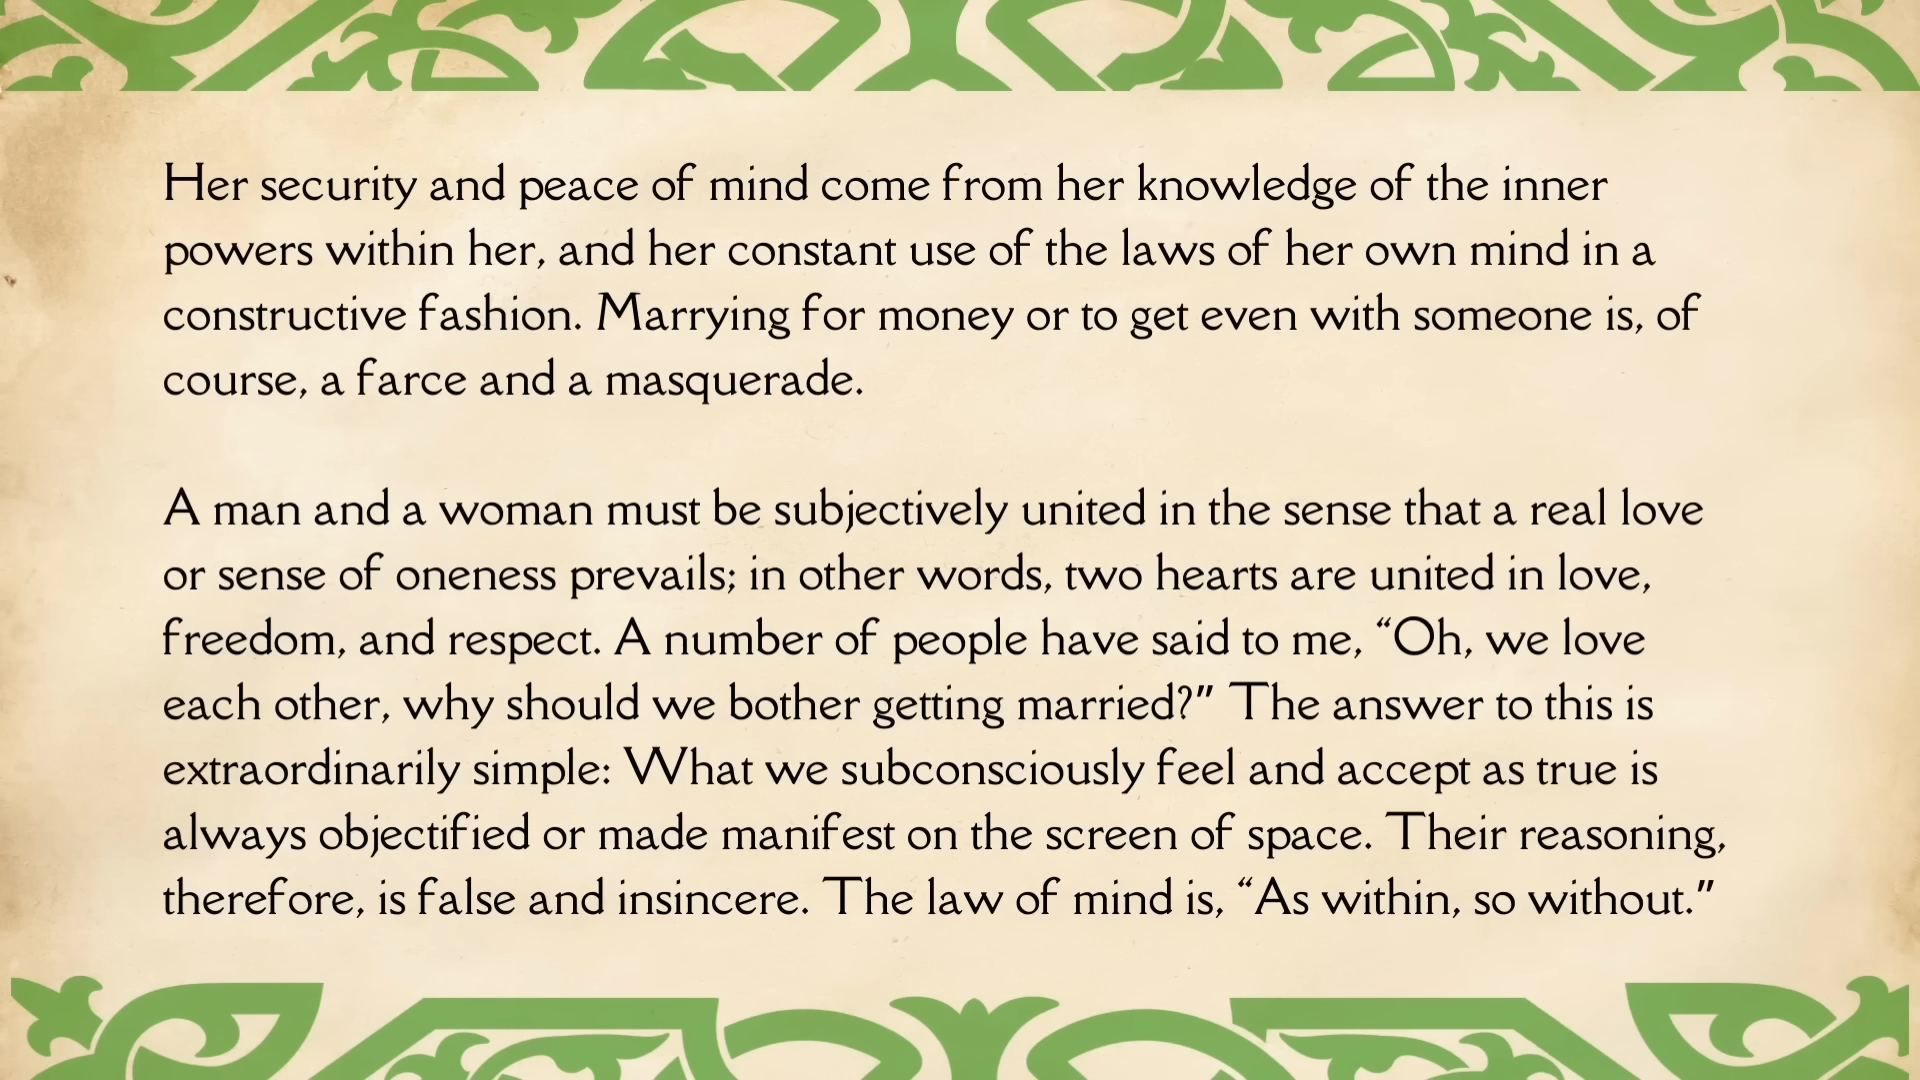 Her security and peace of mind come from her knowledge of the inner
powers within her, and her constant use of the laws of her own mind in a
constructive fashion. Marrying for money or to get even with someone is, of
course, a farce and a masquerade.
A man and a woman must be subjectively united in the sense that a real love
or sense of oneness prevails; in other words, two hearts are united in love,
freedom, and respect. A number of people have said to me, “Oh, we love
each other, why should we bother getting married?” The answer to this is
extraordinarily simple: What we subconsciously feel and accept as true is
always objectified or made manifest on the screen of space. Their reasoning,
therefore, is false and insincere. The law of mind is, “As within, so without.”